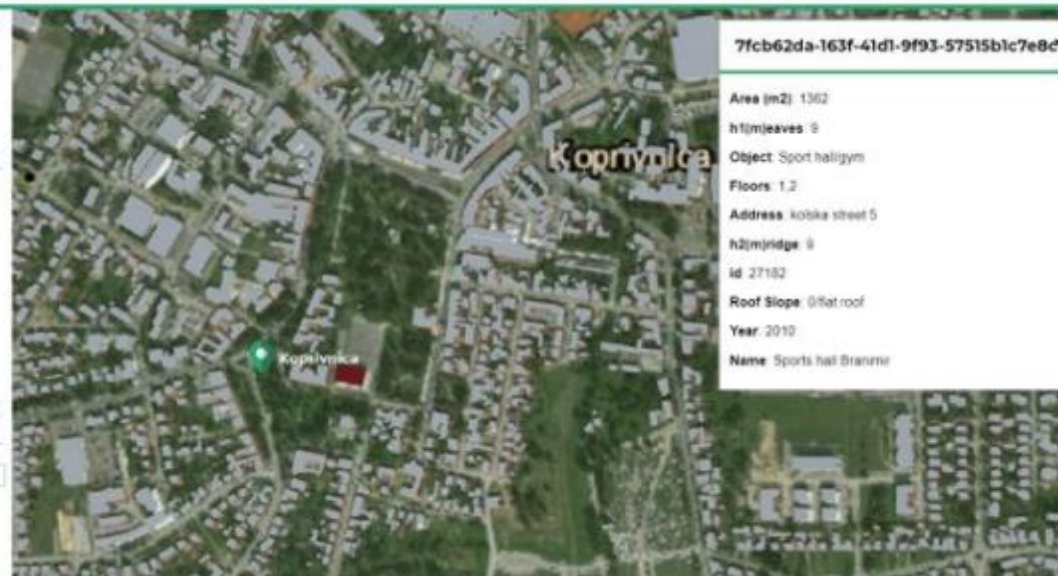 Koprivnica
Koprivnica
7fcb62da-163f-41d1-9f93-57515b1c7e8d
Area (m2): 1362
h1(m)eaves: 9
Object: Sport hall/gym
Floors: 1,2
Address: kolska street 5
h2(m)ridge: 9
id: 27182
Roof Slope: 0/flat roof
Year: 2010
Name: Sports hall Branimir